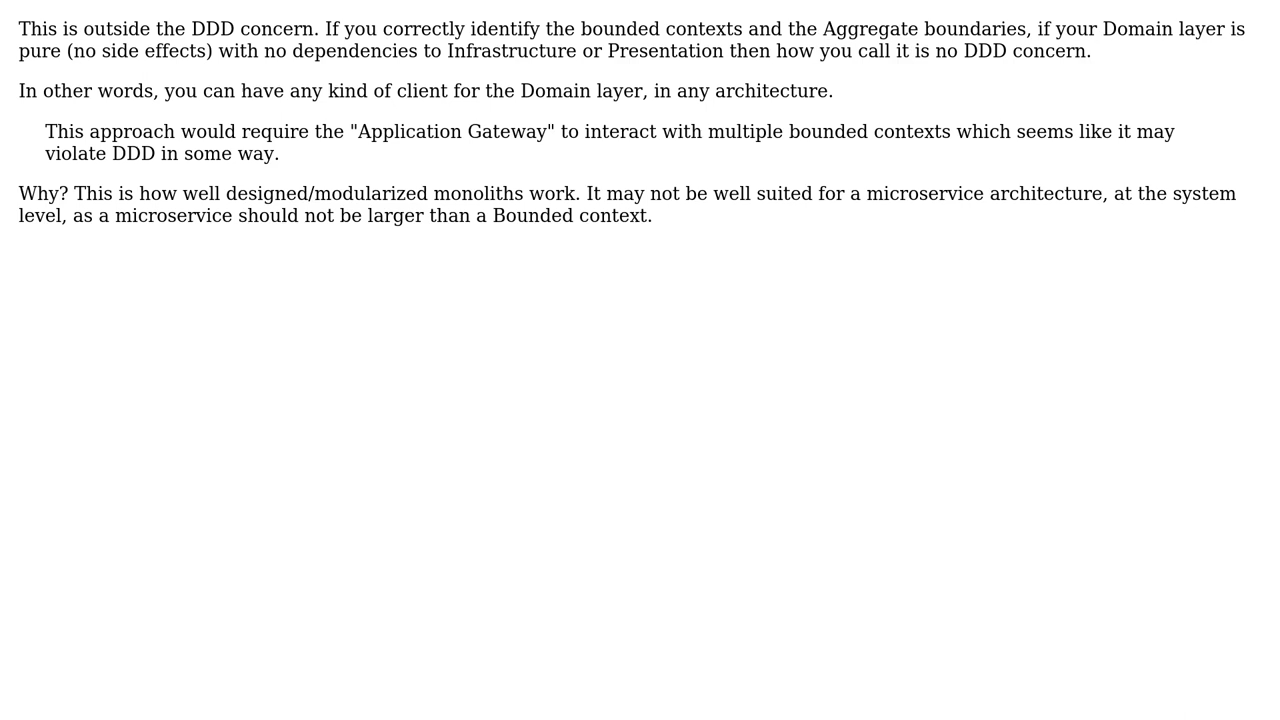 This is outside the DDD concern. If you correctly identify the bounded contexts and the Aggregate boundaries, if your Domain layer is
pure (no side effects) with no dependencies to Infrastructure or Presentation then how you call it is no DDD concern.
In other words, you can have any kind of client for the Domain layer, in any architecture.
This approach would require the "Application Gateway" to interact with multiple bounded contexts which seems like it may
violate DDD in some way.
Why? This is how well designed/modularized monoliths work. It may not be well suited for a microservice architecture, at the system
level, as a microservice should not be larger than a Bounded context.